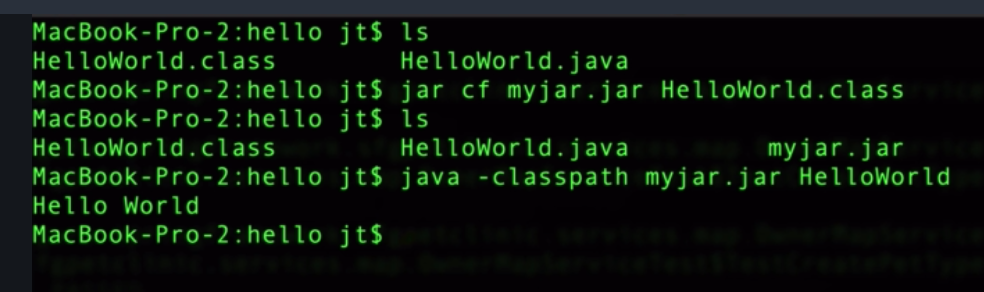 MacBook-Pro-2:hello jt$ ls
HelloWorld.class HelloWorld.java
MacBook-Pro-2:hello jt$ jar cf myjar.jar HelloWorld.class
MacBook-Pro-2:hello jt$ ls
HelloWorld.class HelloWorld.java myjar.jar
MacBook-Pro-2:hello jt$ java -classpath myjar.jar HelloWorld
Hello World
MacBook-Pro-2:hello jt$